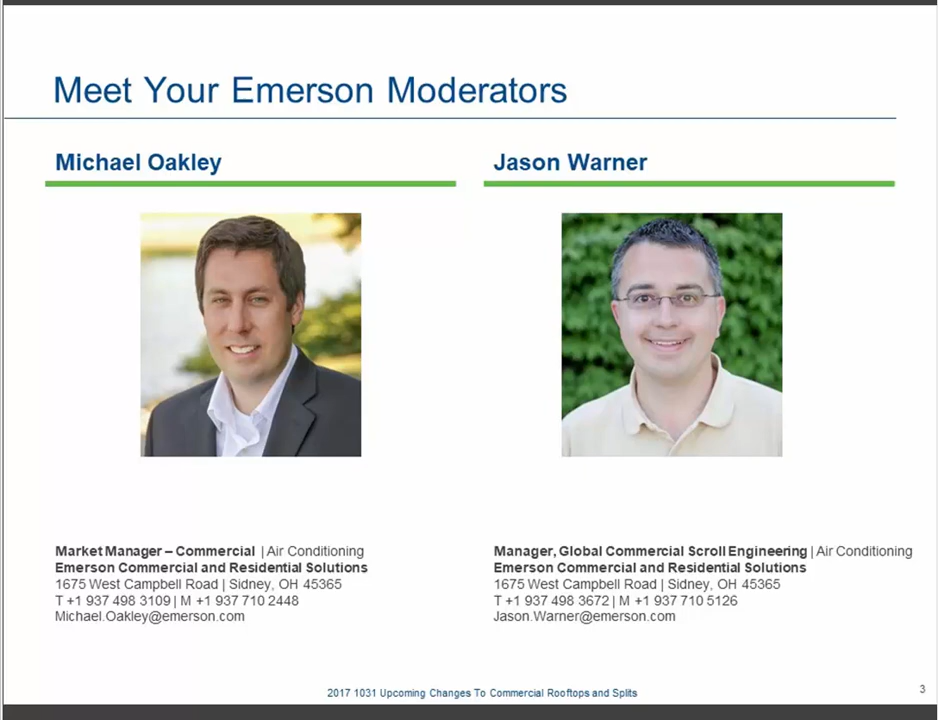 Meet Your Emerson Moderators
Michael Oakley
Jason Warner
Market Manager – Commercial | Air Conditioning
Emerson Commercial and Residential Solutions
1675 West Campbell Road | Sidney, OH 45365
T +1 937 498 3109 | M +1 937 710 2448
Michael.Oakley@emerson.com
Manager, Global Commercial Scroll Engineering | Air Conditioning
Emerson Commercial and Residential Solutions
1675 West Campbell Road | Sidney, OH 45365
T +1 937 498 3672 | M +1 937 710 5126
Jason.Warner@emerson.com
2017 1031 Upcoming Changes To Commercial Rooftops and Splits
3